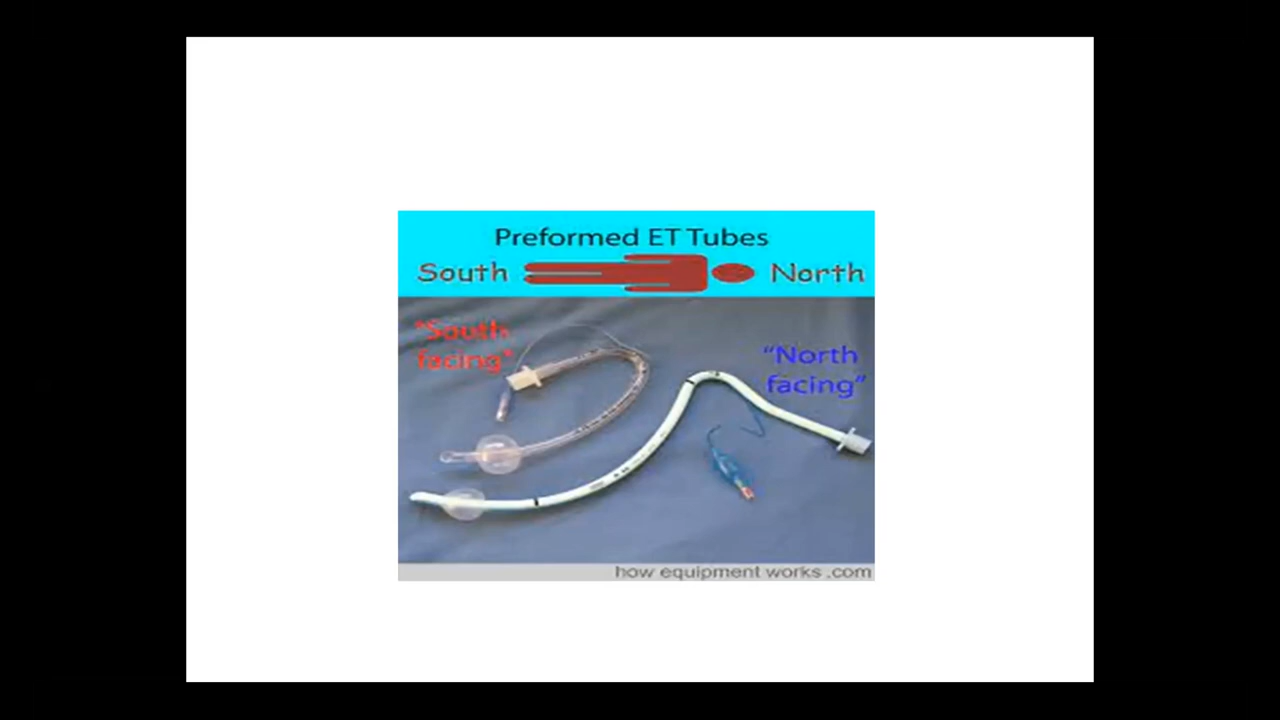 Preformed ET Tubes
South North
"South
facing"
"North
facing"
how equipment works .com